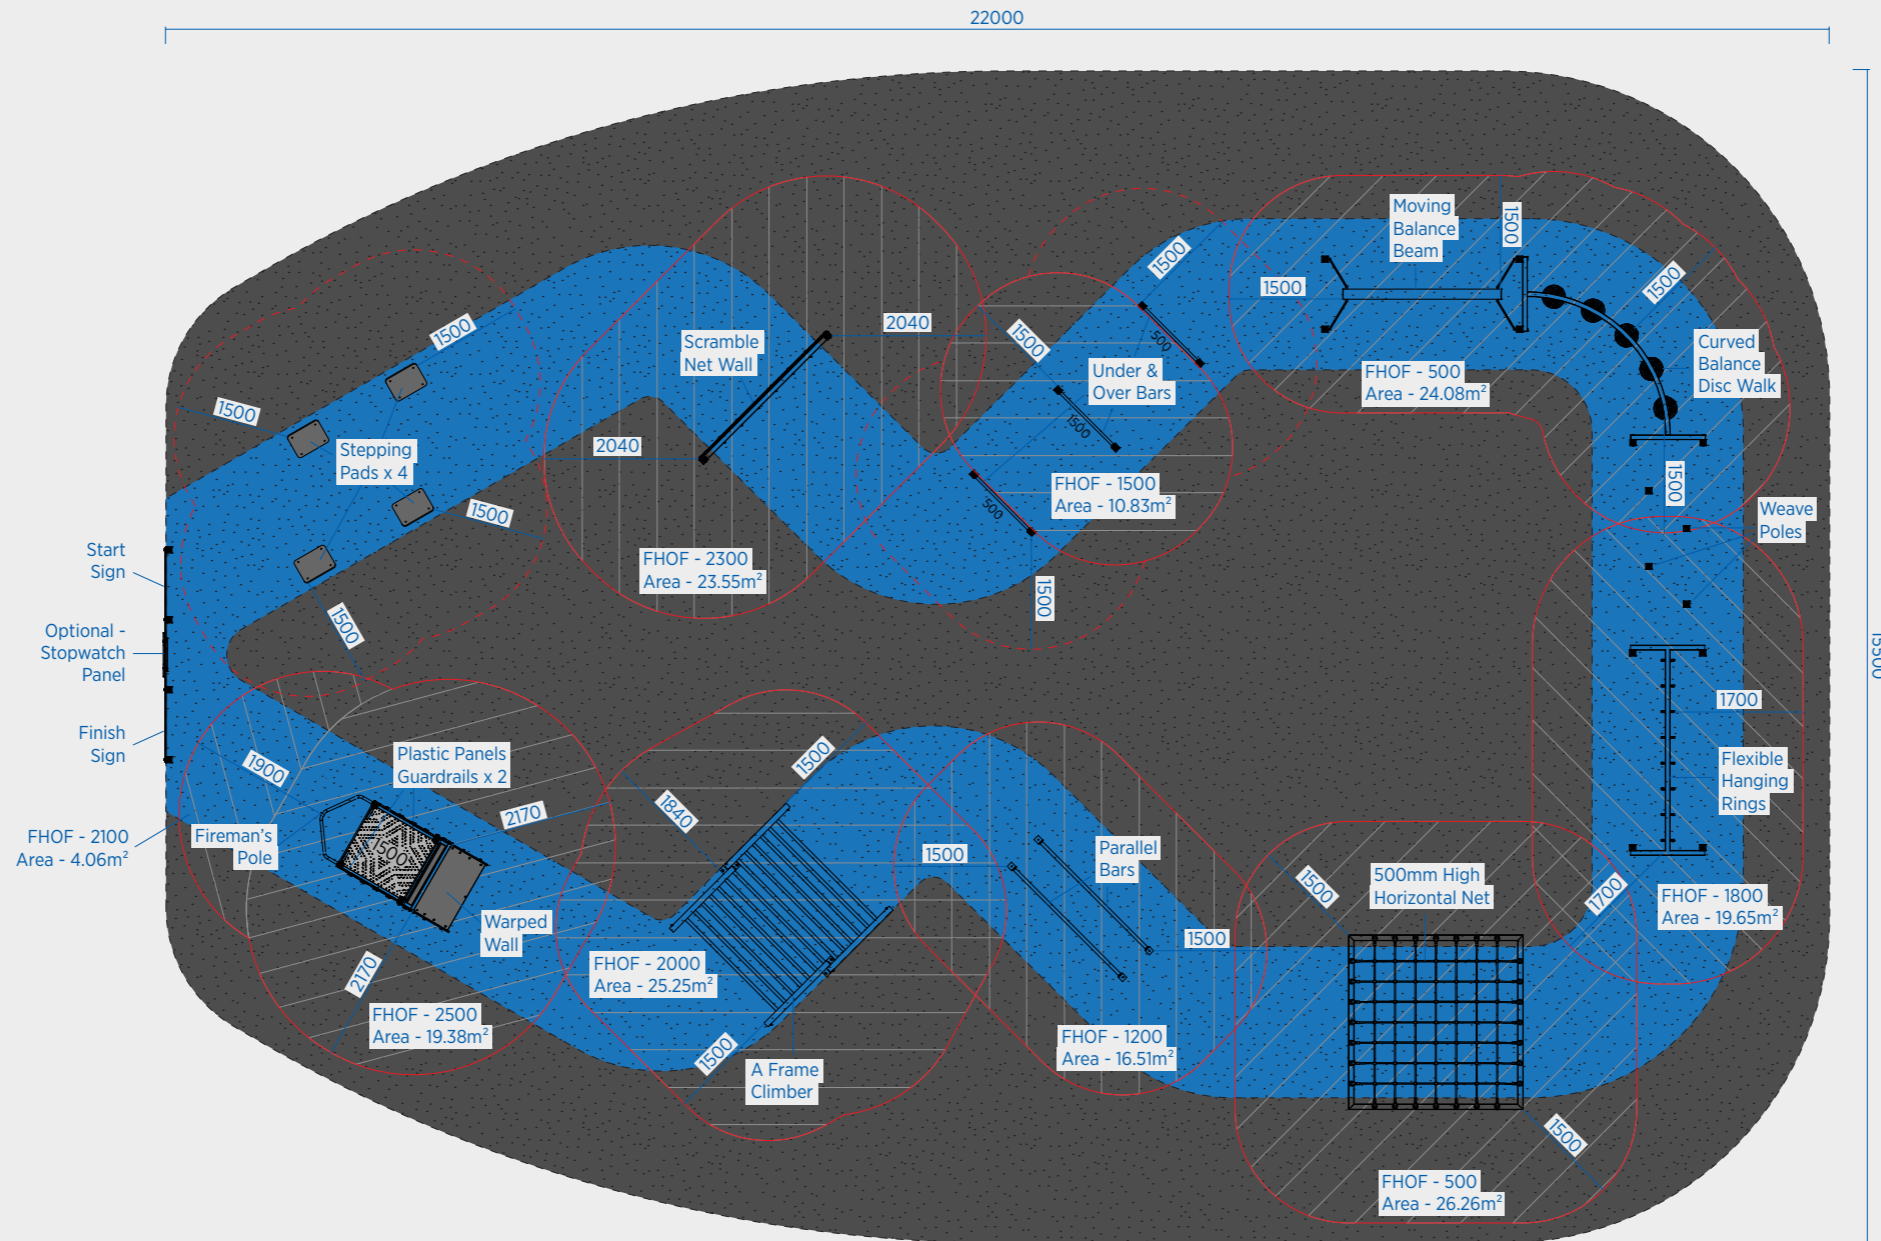 22000
15500
Moving
Balance
Beam
1500
1500
1500
1500
1500
2040
Scramble
Net Wall
1500
500
Curved
Balance
Disc Walk
Under &
Over Bars
FHOF - 500
Area - 24.08m²
1500
Stepping
Pads x 4
2040
1500
1500
FHOF - 1500
Area - 10.83m²
500
1500
Weave
Poles
Start
Sign
FHOF - 2300
Area - 23.55m²
1500
1500
Optional -
Stopwatch
Panel
1700
Finish
Sign
1900
Plastic Panels
Guardrails x 2
1500
Flexible
Hanging
Rings
2170
1840
FHOF - 2100
Area - 4.06m²
Fireman's
Pole
1500
1500
Parallel
Bars
500mm High
Horizontal Net
1500
1700
FHOF - 1800
Area - 19.65m²
Warped
Wall
1500
2170
FHOF - 2000
Area - 25.25m²
FHOF - 2500
Area - 19.38m²
1500
FHOF - 1200
Area - 16.51m²
A Frame
Climber
1500
FHOF - 500
Area - 26.26m²